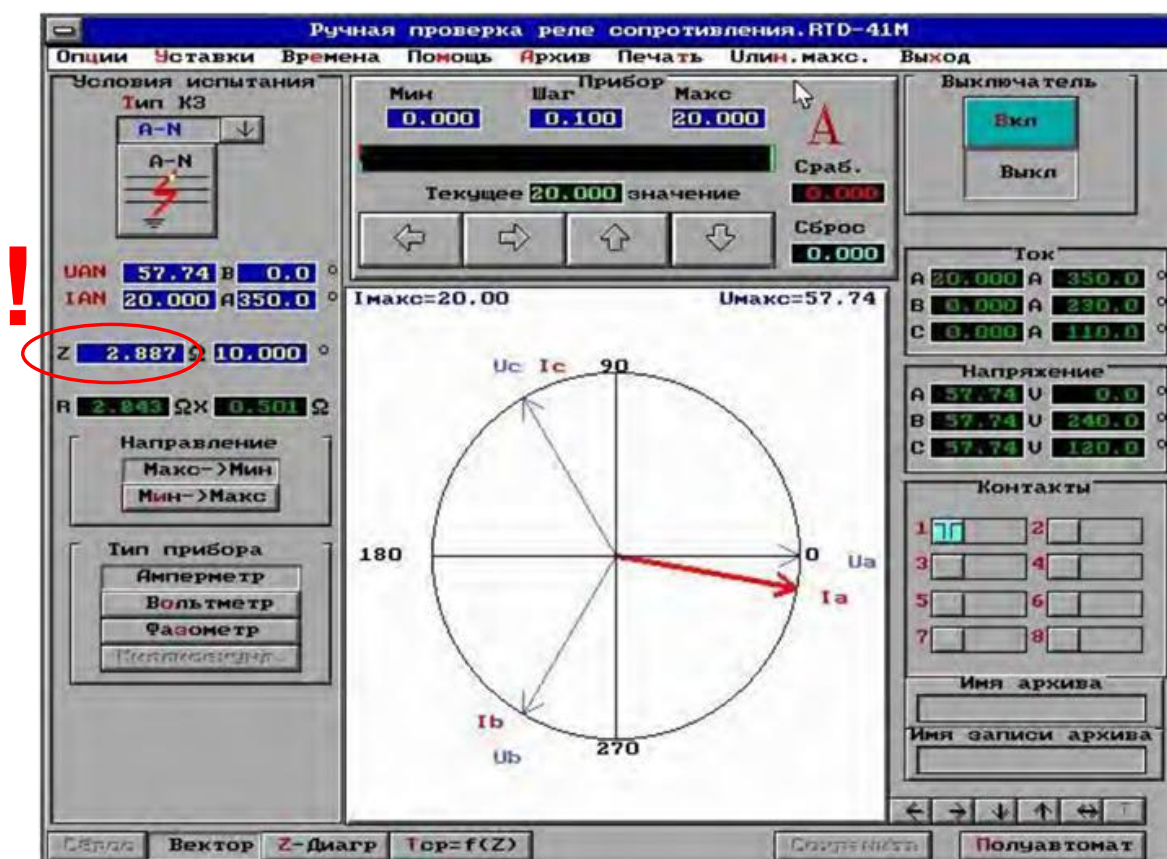 Ручная проверка реле сопротивления.RTD-41M
Опции Уставки Времена Помощь Архив Печать Улин.макс. Выход
Условия испытания
Тип КЗ
A-N
A-N
!
UAN 57.74 В 0.0 °
IAN 20.000 А 350.0 °
Z 2.887 Ω 10.000 °
R 2.843 Ω X 0.501 Ω
Направление
Макс->Мин
Мин->Макс
Тип прибора
Амперметр
Вольтметр
Фазометр
Прибор
Мин Шаг Макс
0.000 0.100 20.000
A
Сраб.
0.000
Текущее 20.000 значение
Сброс
0.000
Iмакс=20.00 Uмакс=57.74
Uc Ic 90
180 0 Ua
Ia
Ib
Ub 270
Выключатель
Вкл
Выкл
Ток
A 20.000 А 350.0 °
B 0.000 А 230.0 °
C 0.000 А 110.0 °
Напряжение
A 57.74 U 0.0 °
B 57.74 U 240.0 °
C 57.74 U 120.0 °
Контакты
1 2
3 4
5 6
7 8
Имя архива
Имя записи архива
Сброс Вектор Z-Диагр Tср=f(Z) Сохранить Полуавтомат